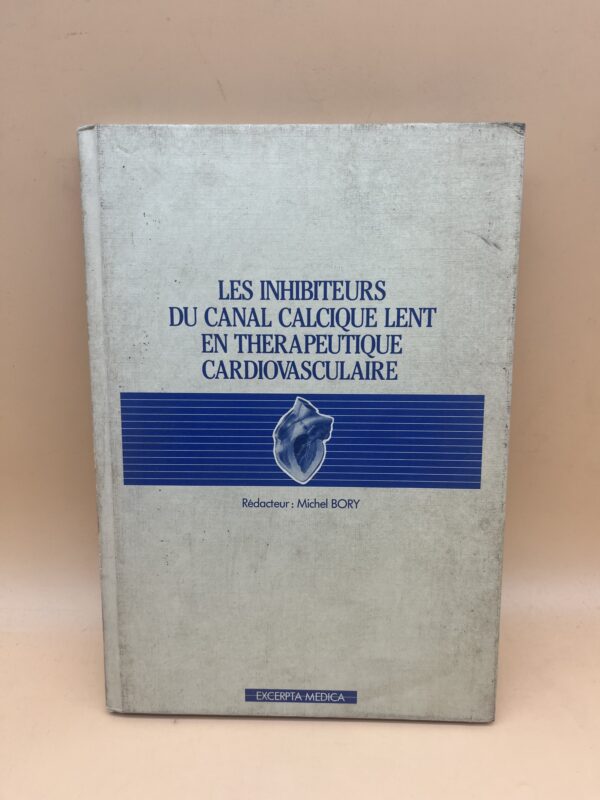 LES INHIBITEURS
DU CANAL CALCIQUE LENT
EN THERAPEUTIQUE
CARDIOVASCULAIRE
Rédacteur : Michel BORY
EXCERPTA MEDICA